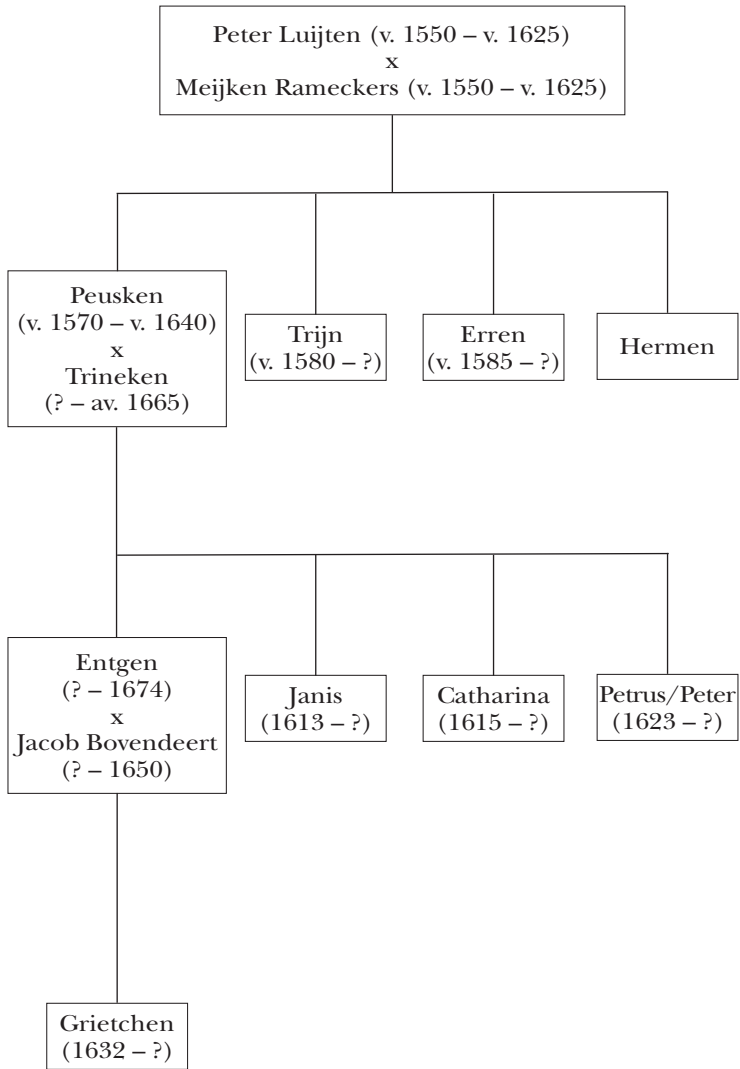 Peter Luijten (v. 1550 – v. 1625)
x
Meijken Rameckers (v. 1550 – v. 1625)
Peusken
(v. 1570 – v. 1640)
x
Trineken
(? – av. 1665)
Trijn
(v. 1580 – ?)
Erren
(v. 1585 – ?)
Hermen
Entgen
(? – 1674)
x
Jacob Bovendeert
(? – 1650)
Janis
(1613 – ?)
Catharina
(1615 – ?)
Petrus/Peter
(1623 – ?)
Grietchen
(1632 – ?)